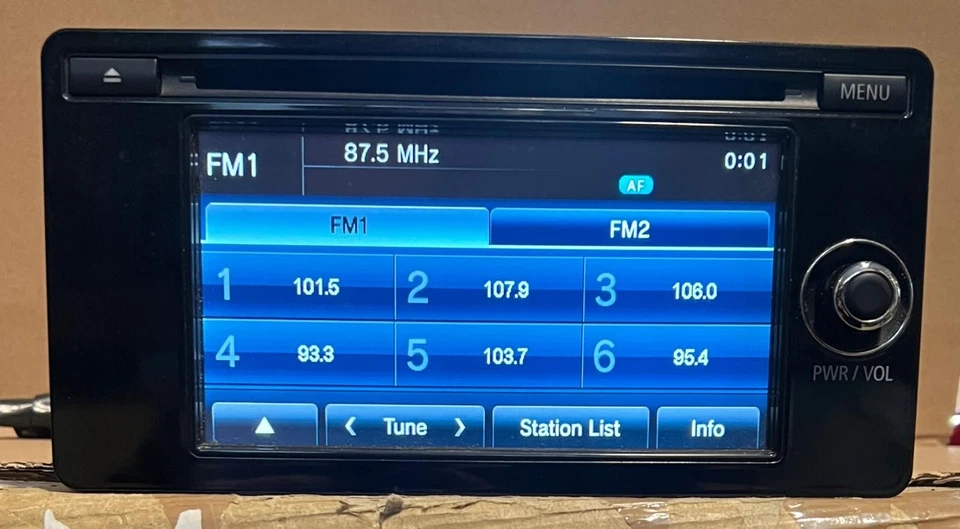 MENU
FM1 87.5 MHz 0:01
AF
FM1 FM2
1 101.5 2 107.9 3 106.0
4 93.3 5 103.7 6 95.4
PWR / VOL
Tune Station List Info